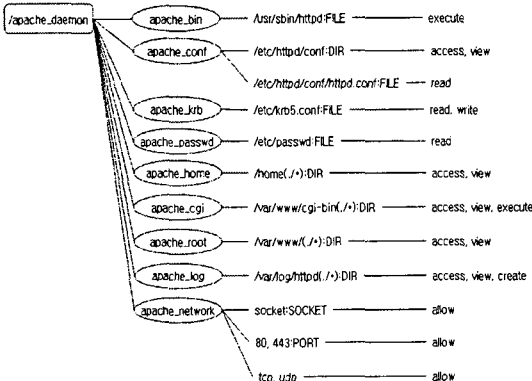 /apache_daemon
apache_bin /usr/sbin/httpd:FILE execute
apache_conf /etc/httpd/conf:DIR access, view
/etc/httpd/conf/httpd.conf:FILE read
apache_krb /etc/krb5.conf:FILE read, write
apache_passwd /etc/passwd:FILE read
apache_home /home(./*):DIR access, view
apache_cgi /var/www/cgi-bin(./*):DIR access, view, execute
apache_root /var/www/(./*):DIR access, view
apache_log /var/log/httpd(./*):DIR access, view, create
apache_network socket:SOCKET allow
80, 443:PORT allow
tcp, udp allow